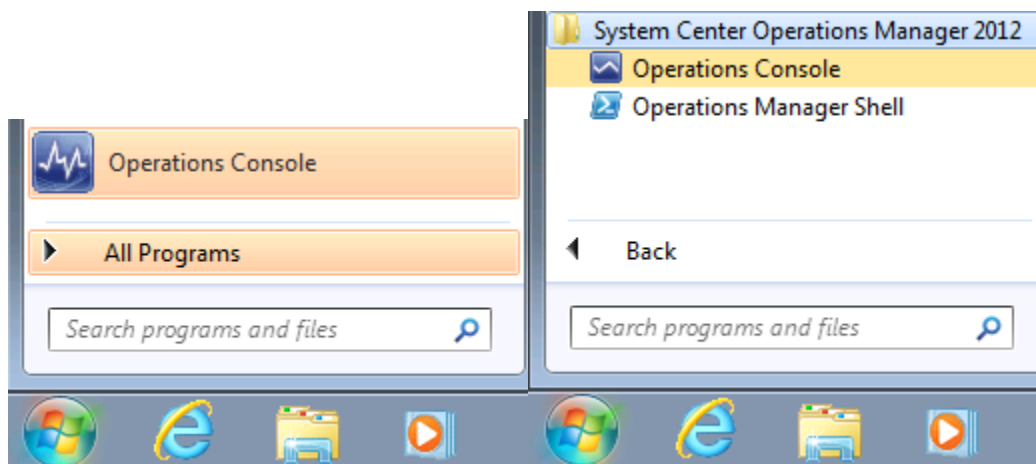 Operations Console
All Programs
Search programs and files
System Center Operations Manager 2012
Operations Console
Operations Manager Shell
Back
Search programs and files